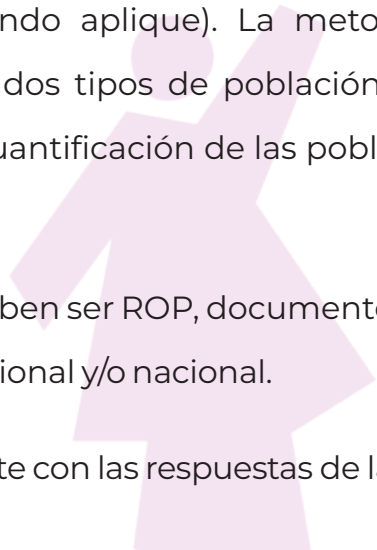 ndo aplique). La meto
dos tipos de población
uantificación de las pobl
ben ser ROP, document
ional y/o nacional.
te con las respuestas de l